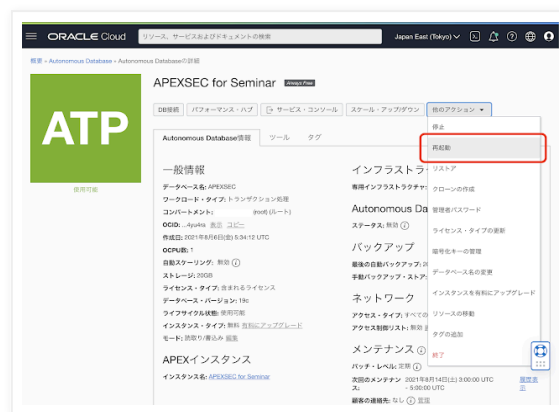 ORACLE Cloud
リソース、サービスおよびドキュメントの検索
Japan East (Tokyo)
概要 » Autonomous Database » Autonomous Databaseの詳細
ATP
使用可能
APEXSEC for Seminar
Always Free
DB接続
パフォーマンス・ハブ
サービス・コンソール
スケール・アップ/ダウン
他のアクション
停止
再起動
リストア
クローンの作成
管理者パスワード
ライセンス・タイプの更新
暗号化キーの管理
データベース名の変更
インスタンスを有料にアップグレード
リソースの移動
タグの追加
終了
Autonomous Database情報
ツール
タグ
一般情報
データベース名: APEXSEC
ワークロード・タイプ: トランザクション処理
コンパートメント: (root) (ルート)
OCID: ...4yu4ra 表示 コピー
作成日: 2021年8月6日(金) 5:34:12 UTC
OCPU数: 1
自動スケーリング: 無効
ストレージ: 20GB
ライセンス・タイプ: 含まれるライセンス
データベース・バージョン: 19c
ライフサイクル状態: 使用可能
インスタンス・タイプ: 無料 有料にアップグレード
モード: 読取り/書込み 編集
APEXインスタンス
インスタンス名: APEXSEC for Seminar
インフラストラ
専用インフラストラクチャ:
Autonomous Da
ステータス: 無効
バックアップ
最後の自動バックアップ: 20
手動バックアップ・ストア:
ネットワーク
アクセス・タイプ: すべての
アクセス制御リスト: 無効
メンテナンス
パッチ・レベル: 定期
次回のメンテナンス: 2021年8月14日(土) 3:00:00 UTC - 5:00:00 UTC
履歴表示
顧客の連絡先: なし 管理